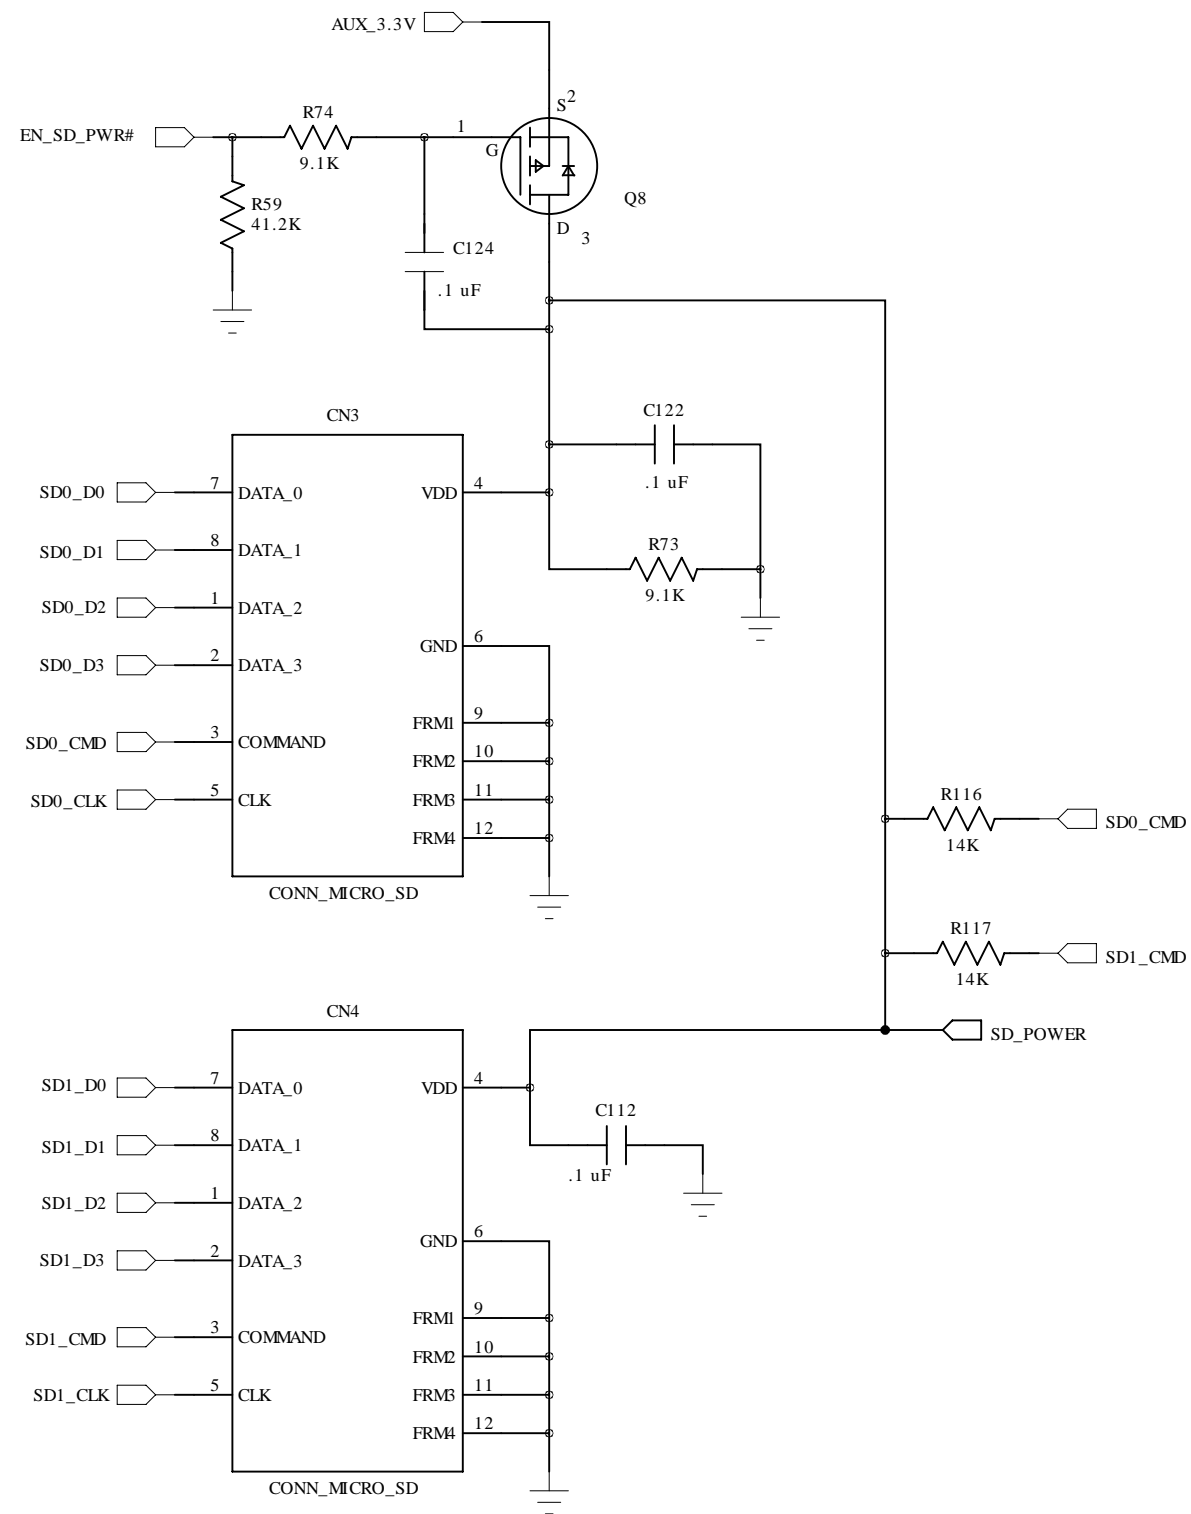 AUX_3.3V
S 2
R74
EN_SD_PWR#
1
G
9.1K
Q8
R59
41.2K
D
3
C124
.1 uF
CN3
C122
SD0_D0
7
DATA_0
VDD
4
.1 uF
SD0_D1
8
DATA_1
R73
9.1K
SD0_D2
1
DATA_2
SD0_D3
2
DATA_3
GND
6
FRM1
9
SD0_CMD
3
COMMAND
FRM2
10
SD0_CLK
5
CLK
FRM3
11
R116
SD0_CMD
14K
FRM4
12
CONN_MICRO_SD
R117
SD1_CMD
14K
CN4
SD_POWER
SD1_D0
7
DATA_0
VDD
4
C112
SD1_D1
8
DATA_1
.1 uF
SD1_D2
1
DATA_2
GND
6
SD1_D3
2
DATA_3
FRM1
9
SD1_CMD
3
COMMAND
FRM2
10
SD1_CLK
5
CLK
FRM3
11
FRM4
12
CONN_MICRO_SD